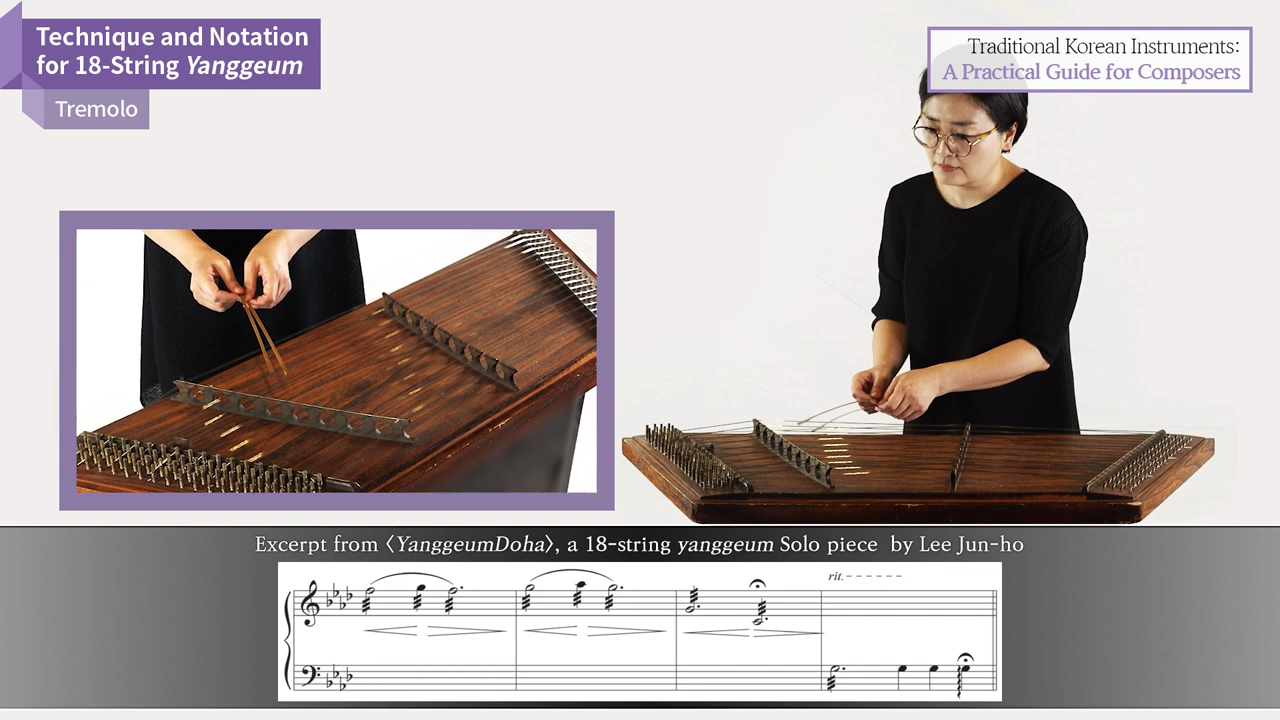 Technique and Notation
for 18-String Yanggeum
Tremolo
Traditional Korean Instruments:
A Practical Guide for Composers
Excerpt from 〈YanggeumDoha〉, a 18-string yanggeum Solo piece by Lee Jun-ho
rit.